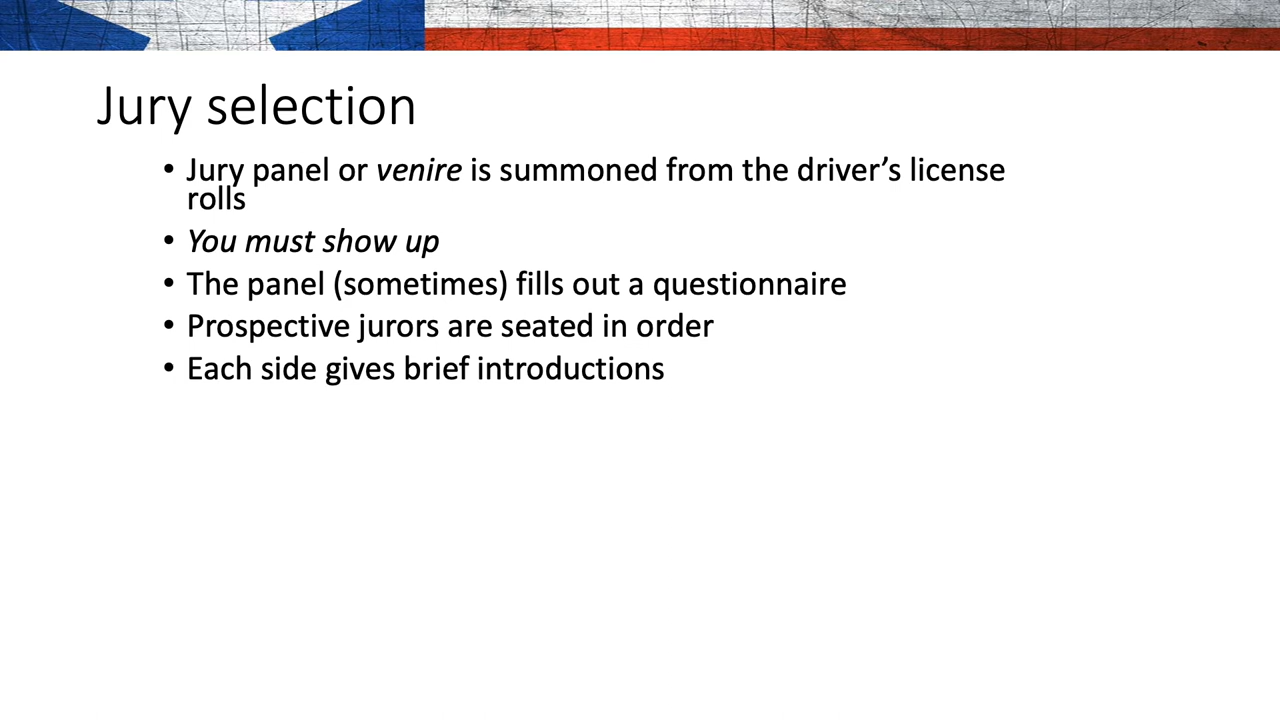 Jury selection
• Jury panel or venire is summoned from the driver’s license
rolls
• You must show up
• The panel (sometimes) fills out a questionnaire
• Prospective jurors are seated in order
• Each side gives brief introductions